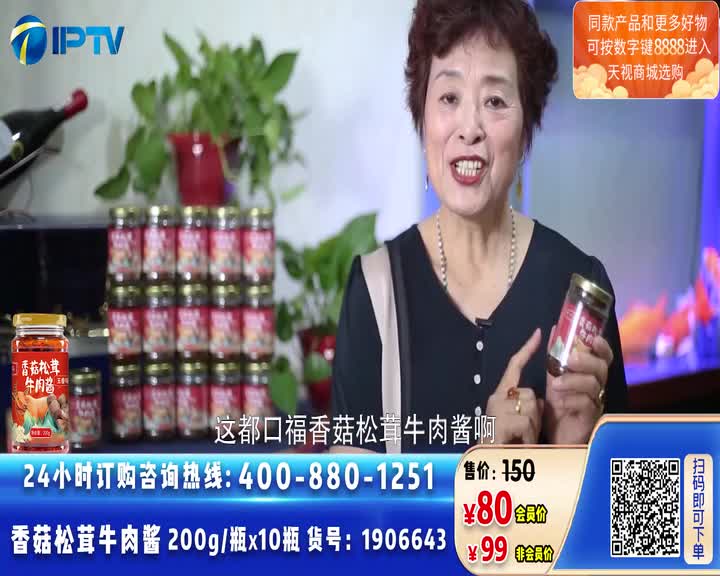 IPTV
同款产品和更多好物
可按数字键8888进入
天视商城选购
香菇松茸
牛肉酱
这都口福香菇松茸牛肉酱啊
24小时订购咨询热线:400-880-1251
香菇松茸牛肉酱 200g/瓶x10瓶 货号：1906643
售价：150
¥80会员价
¥99 非会员价
扫码即可下单